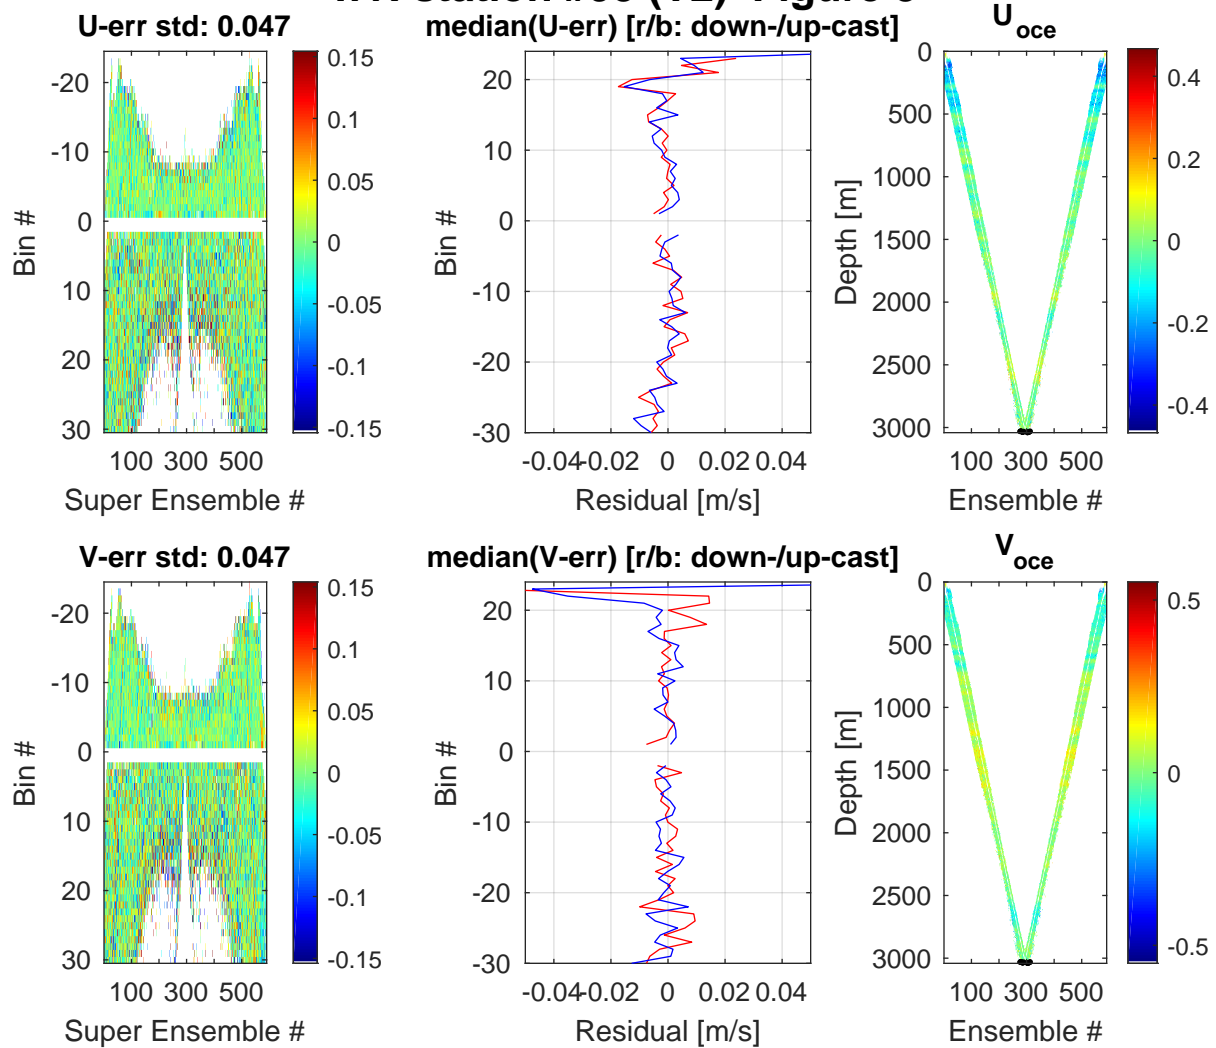 U-err std: 0.047
median(U-err) [r/b: down-/up-cast]
U_oce
-20
-10
0
10
20
30
Bin #
100 300 500
Super Ensemble #
0.15
0.1
0.05
0
-0.05
-0.1
-0.15
20
10
0
-10
-20
-30
Bin #
-0.04 -0.02 0 0.02 0.04
Residual [m/s]
0
500
1000
1500
2000
2500
3000
Depth [m]
100 300 500
Ensemble #
0.4
0.2
0
-0.2
-0.4
V-err std: 0.047
median(V-err) [r/b: down-/up-cast]
V_oce
-20
-10
0
10
20
30
Bin #
100 300 500
Super Ensemble #
0.15
0.1
0.05
0
-0.05
-0.1
-0.15
20
10
0
-10
-20
-30
Bin #
-0.04 -0.02 0 0.02 0.04
Residual [m/s]
0
500
1000
1500
2000
2500
3000
Depth [m]
100 300 500
Ensemble #
0.5
0
-0.5